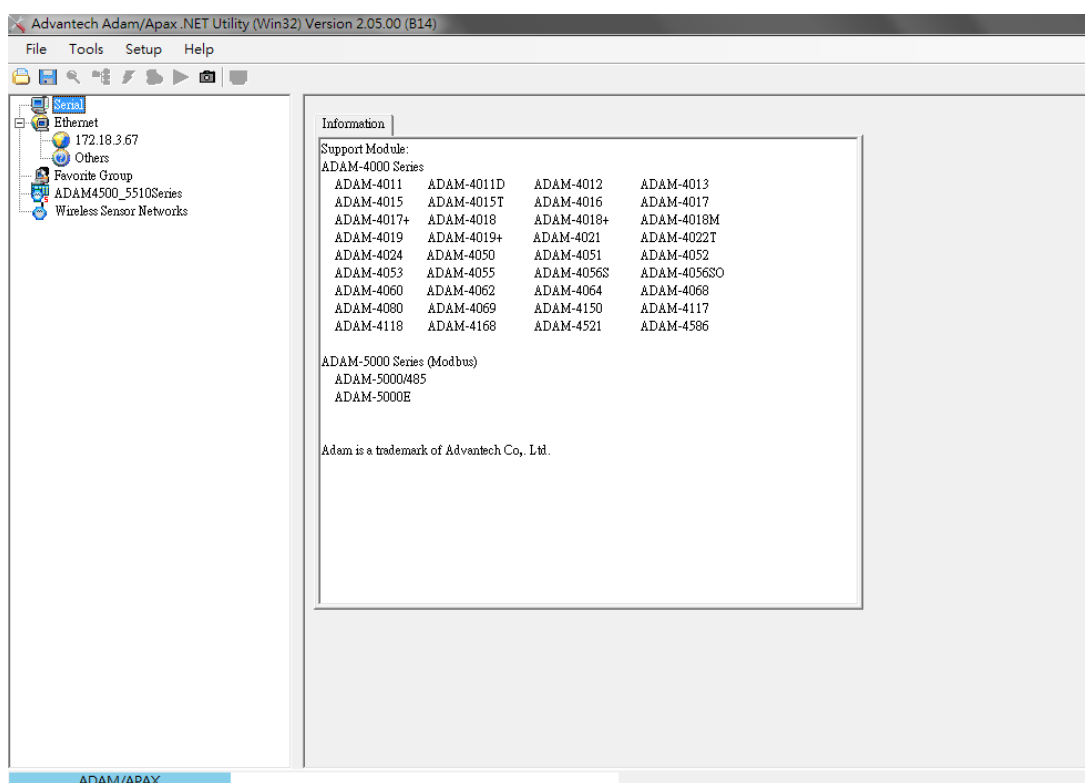 Advantech Adam/Apax .NET Utility (Win32) Version 2.05.00 (B14)
File Tools Setup Help
Serial
Ethernet
172.18.3.67
Others
Favorite Group
ADAM4500_5510Series
Wireless Sensor Networks
Information
Support Module:
ADAM-4000 Series
ADAM-4011 ADAM-4011D ADAM-4012 ADAM-4013
ADAM-4015 ADAM-4015T ADAM-4016 ADAM-4017
ADAM-4017+ ADAM-4018 ADAM-4018+ ADAM-4018M
ADAM-4019 ADAM-4019+ ADAM-4021 ADAM-4022T
ADAM-4024 ADAM-4050 ADAM-4051 ADAM-4052
ADAM-4053 ADAM-4055 ADAM-4056S ADAM-4056SO
ADAM-4060 ADAM-4062 ADAM-4064 ADAM-4068
ADAM-4080 ADAM-4069 ADAM-4150 ADAM-4117
ADAM-4118 ADAM-4168 ADAM-4521 ADAM-4586
ADAM-5000 Series (Modbus)
ADAM-5000/485
ADAM-5000E
Adam is a trademark of Advantech Co,. Ltd.
ADAM/APAX